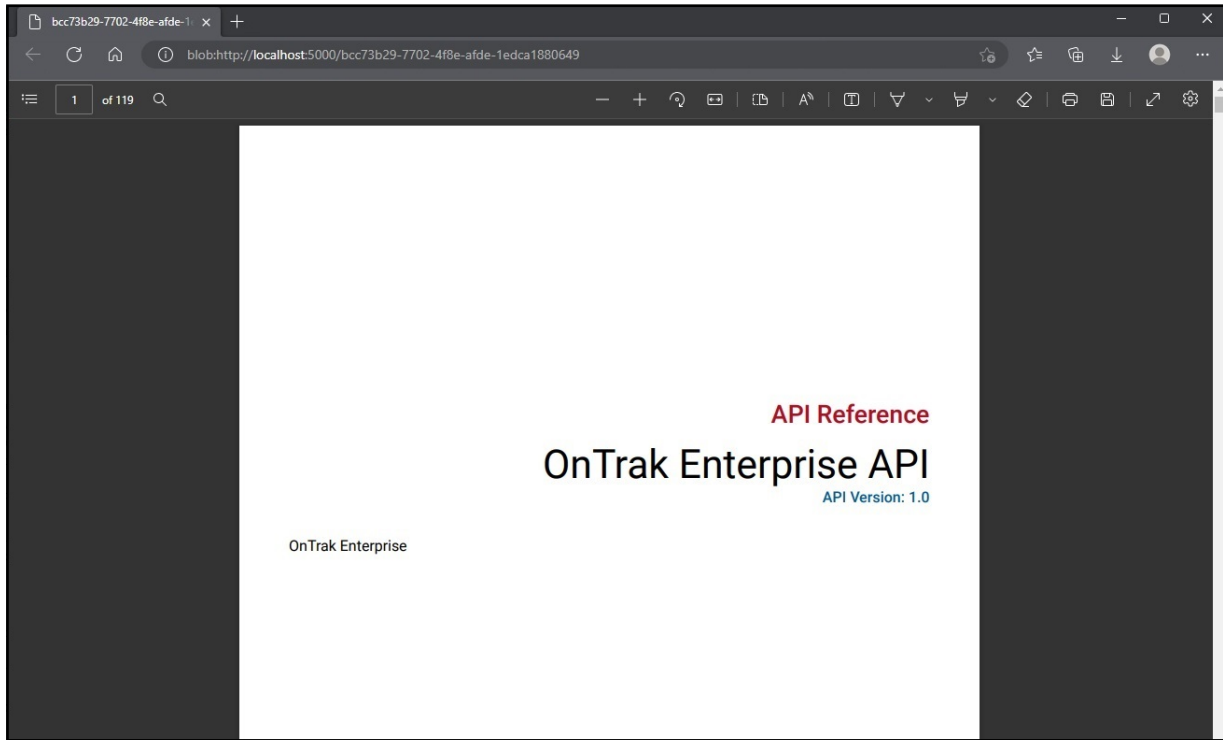 bcc73b29-7702-4f8e-afde-1
blob:http://localhost:5000/bcc73b29-7702-4f8e-afde-1edca1880649
1 of 119
API Reference
OnTrak Enterprise API
API Version: 1.0
OnTrak Enterprise